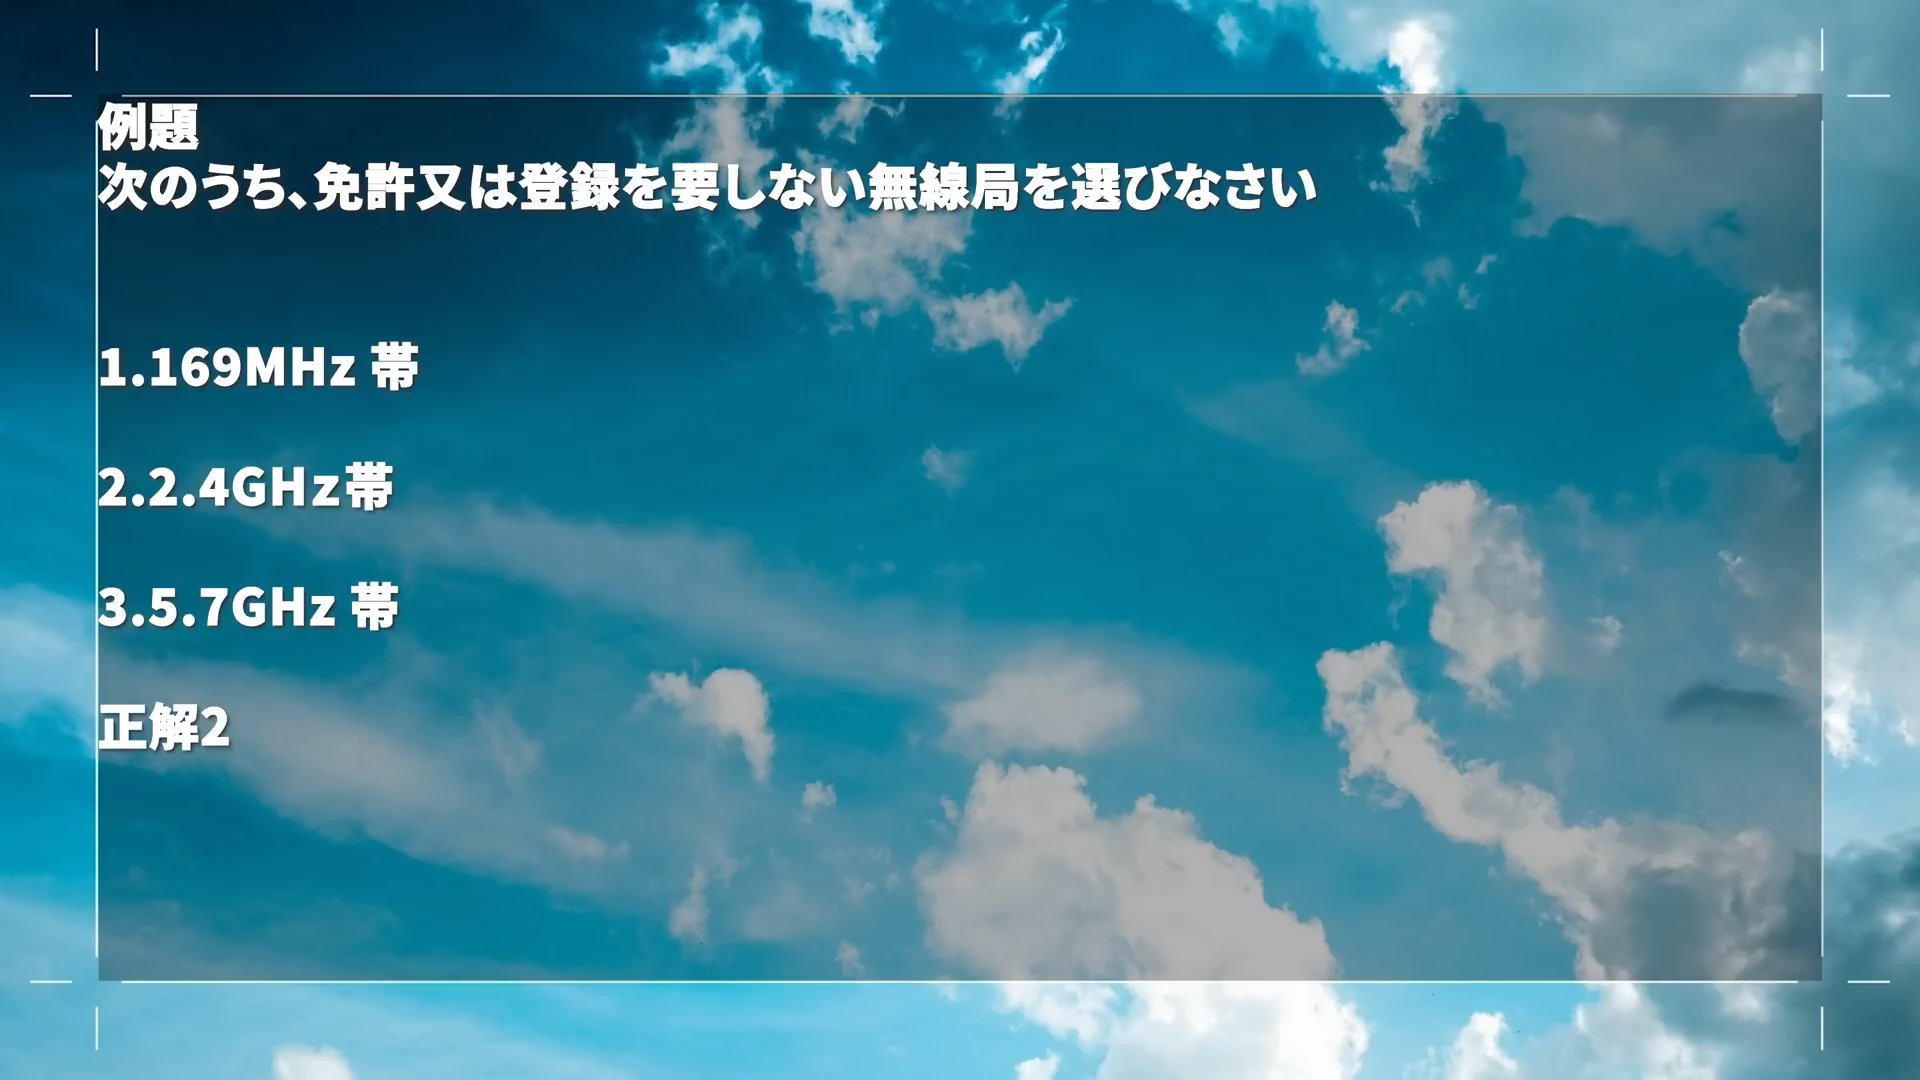 例題
次のうち、免許又は登録を要しない無線局を選びなさい
1.169MHz 帯
2.2.4GHz帯
3.5.7GHz 帯
正解2